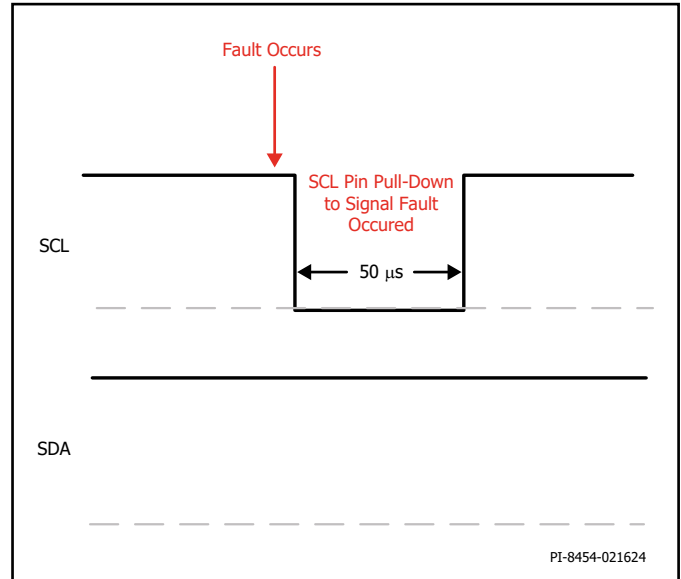 Fault Occurs
SCL Pin Pull-Down
to Signal Fault
Occured
SCL
50 μs
SDA
PI-8454-021624